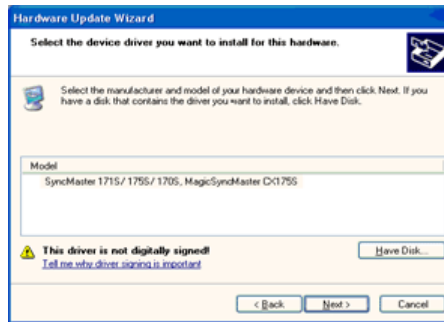 Hardware Update Wizard
Select the device driver you want to install for this hardware.
Select the manufacturer and model of your hardware device and then click Next. If you
have a disk that contains the driver you want to install, click Have Disk.
Model
SyncMaster 171S/ 175S/ 170S, MagicSyncMaster CX175S
This driver is not digitally signed!
Tell me why driver signing is important
Have Disk...
< Back
Next >
Cancel